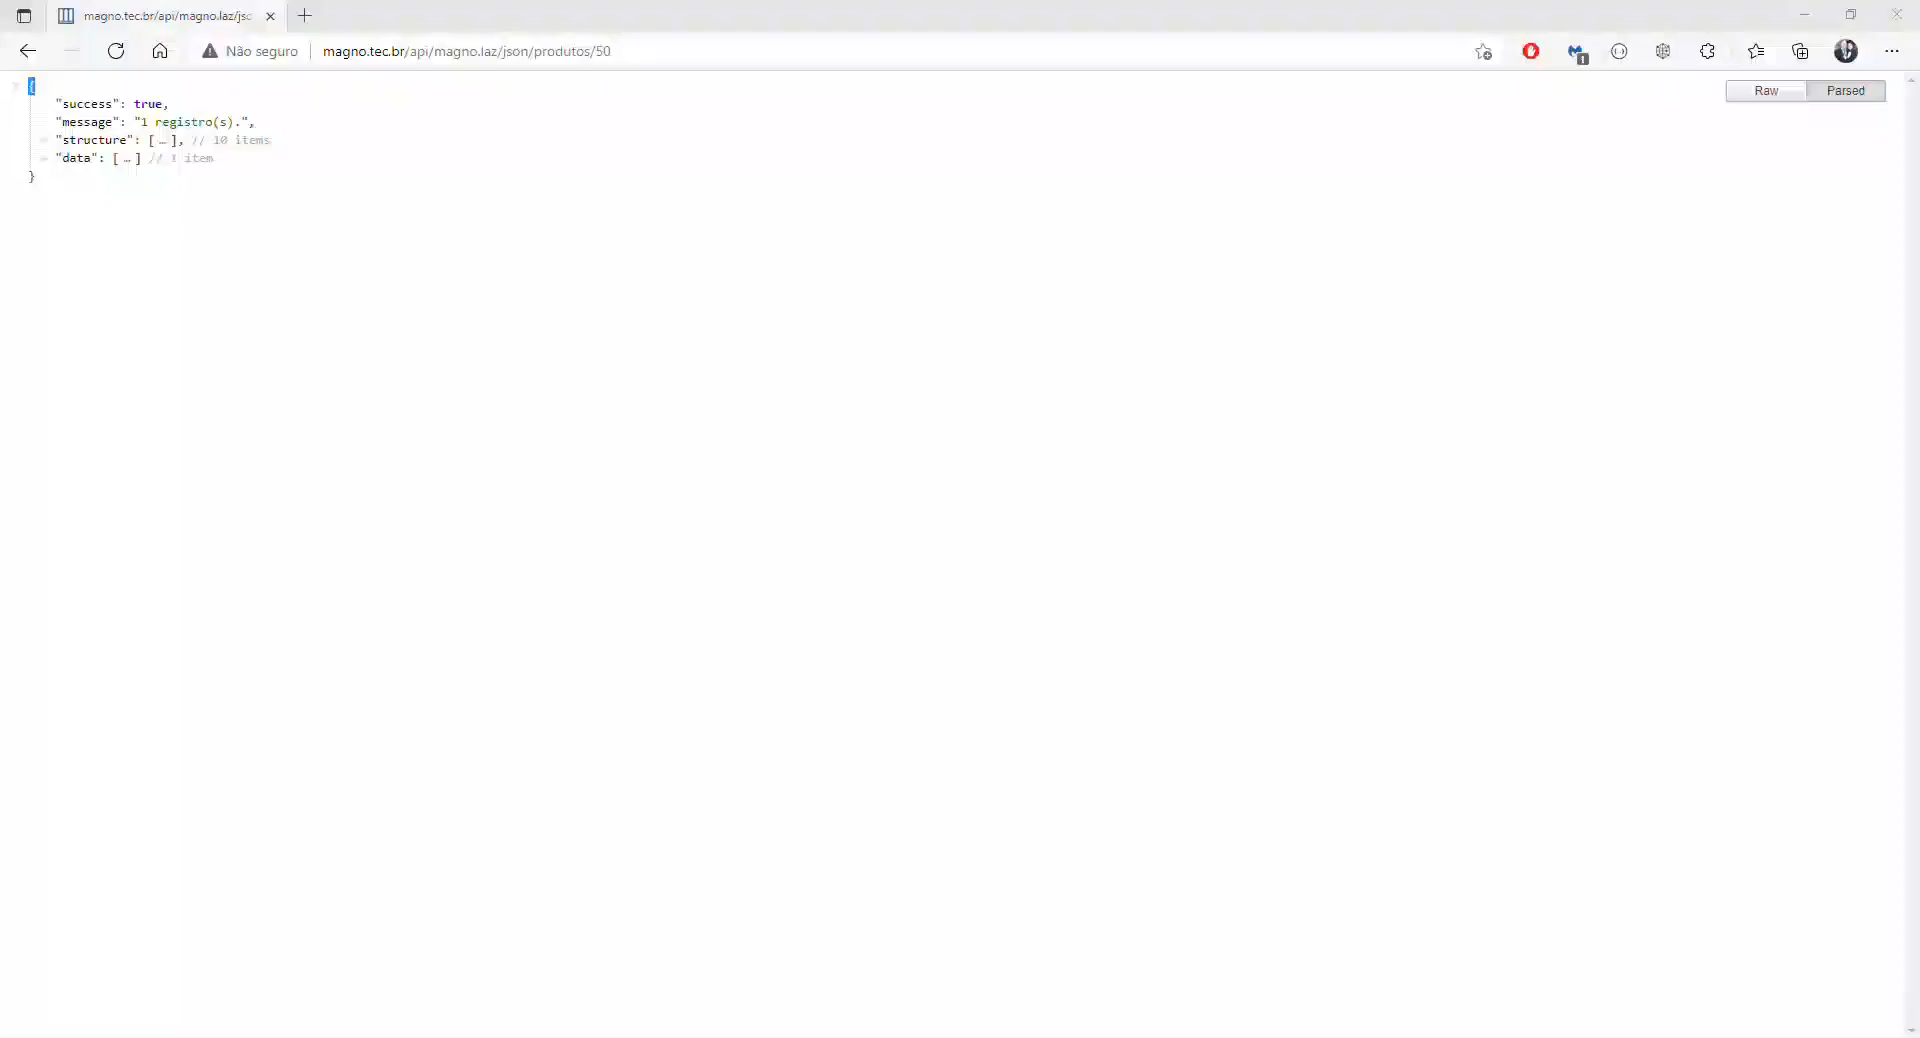 magno.tec.br/api/magno.laz/jsc
Não seguro
magno.tec.br/api/magno.laz/json/produtos/50
1
Raw
Parsed
{
"success": true,
"message": "1 registro(s).",
"structure": [ … ], // 10 items
"data": [ … ] // 1 item
}